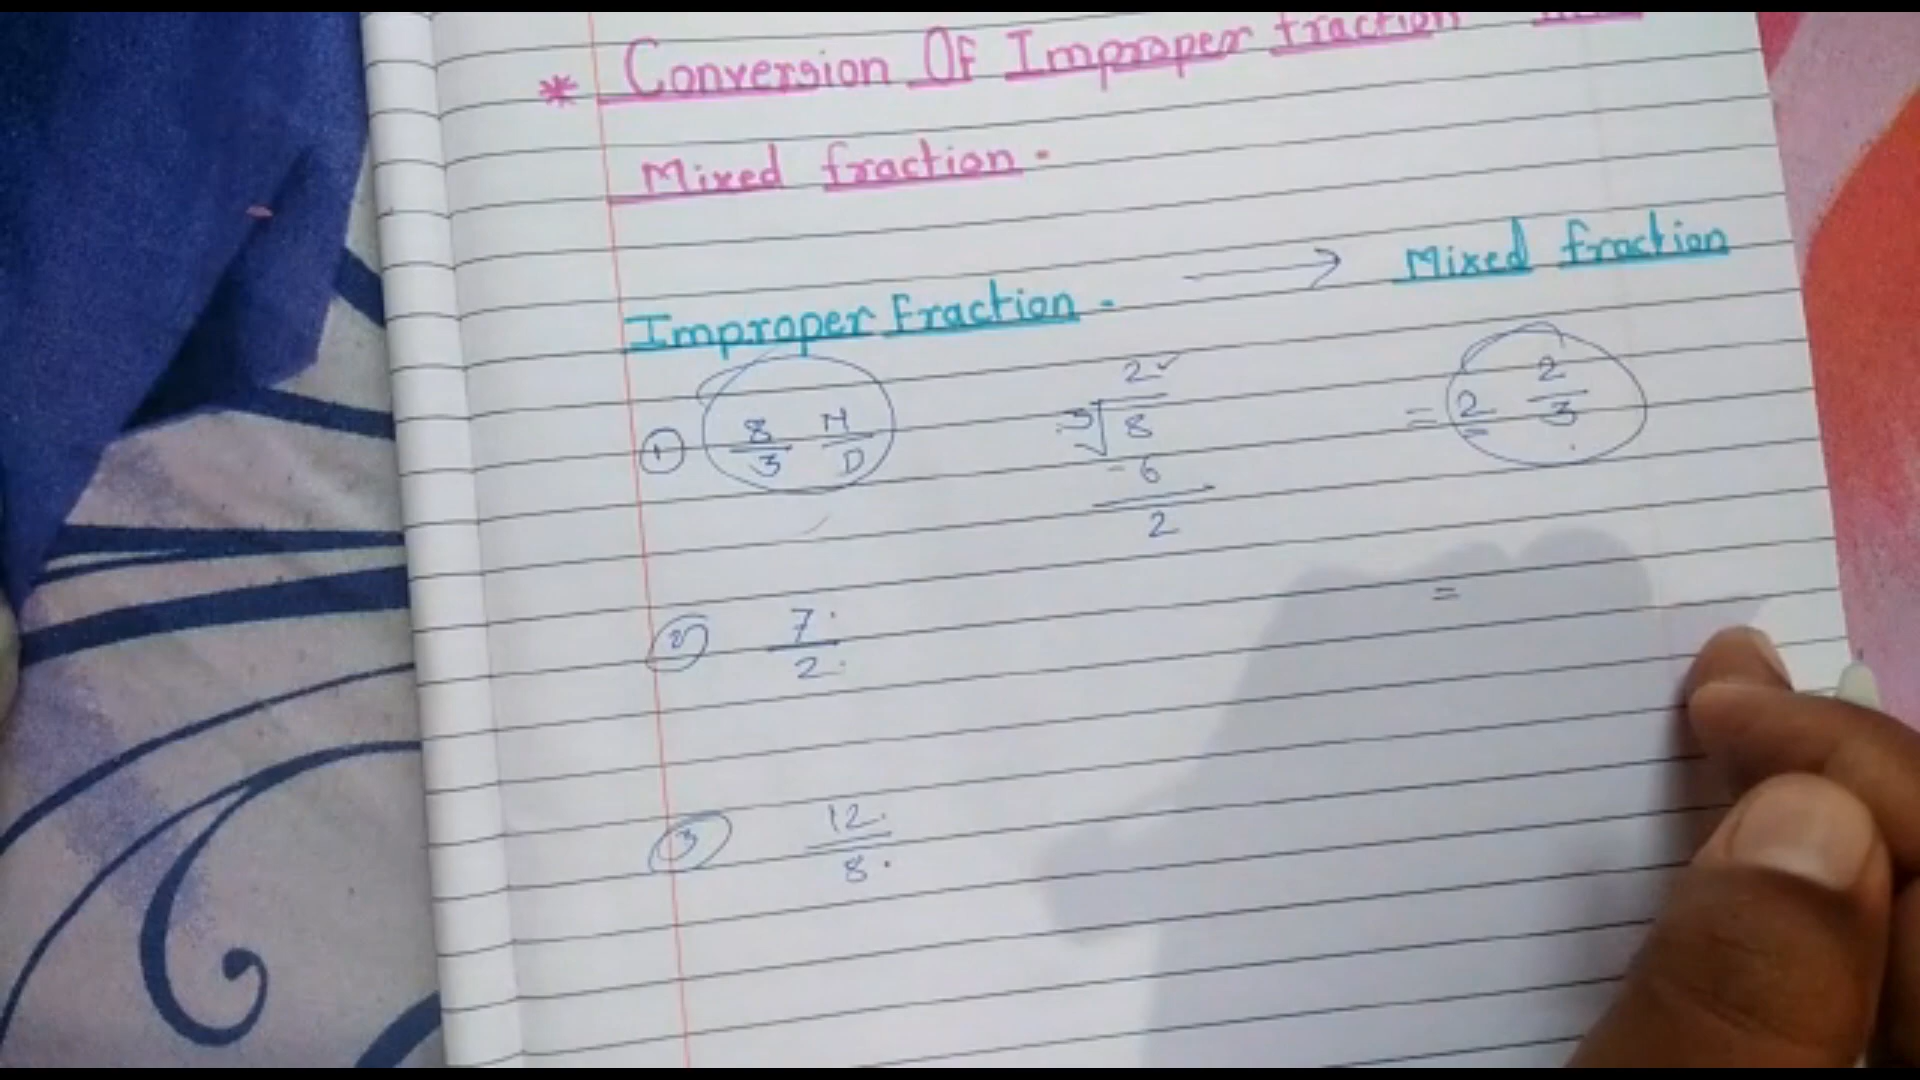 * Conversion Of Improper fraction
Mixed fraction.
Improper Fraction. → Mixed fraction
① 8/3 N/D 3√8 2✓ = 2 2/3
-6
2
② 7/2 =
③ 12/8